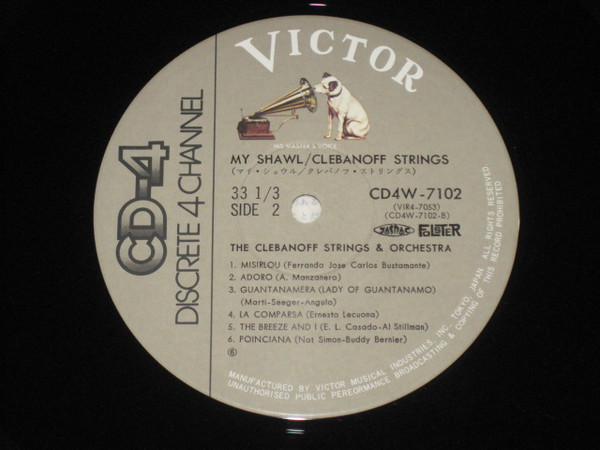 VICTOR
HIS MASTER'S VOICE
MY SHAWL/CLEBANOFF STRINGS
(マイ・ショウル/クレバノフ・ストリングス)
33 1/3
SIDE 2
CD4W-7102
(VIR4-7053)
(CD4W-7102-B)
THE CLEBANOFF STRINGS & ORCHESTRA
1. MISIRLOU (Fernando Jose Carlos Bustamante)
2. ADORO (A. Manzanero)
3. GUANTANAMERA (LADY OF GUANTANAMO)
(Marti-Seeger-Angulo)
4. LA COMPARSA (Ernesto Lecuona)
5. THE BREEZE AND I (E. L. Casado-Al Stillman)
6. POINCIANA (Nat Simon-Buddy Bernier)
⑥
CD-4
DISCRETE 4 CHANNEL
MANUFACTURED BY VICTOR MUSICAL INDUSTRIES, INC. TOKYO, JAPAN ALL RIGHTS RESERVED
UNAUTHORISED PUBLIC PERFORMANCE BROADCASTING & COPYING OF THIS RECORD PROHIBITED